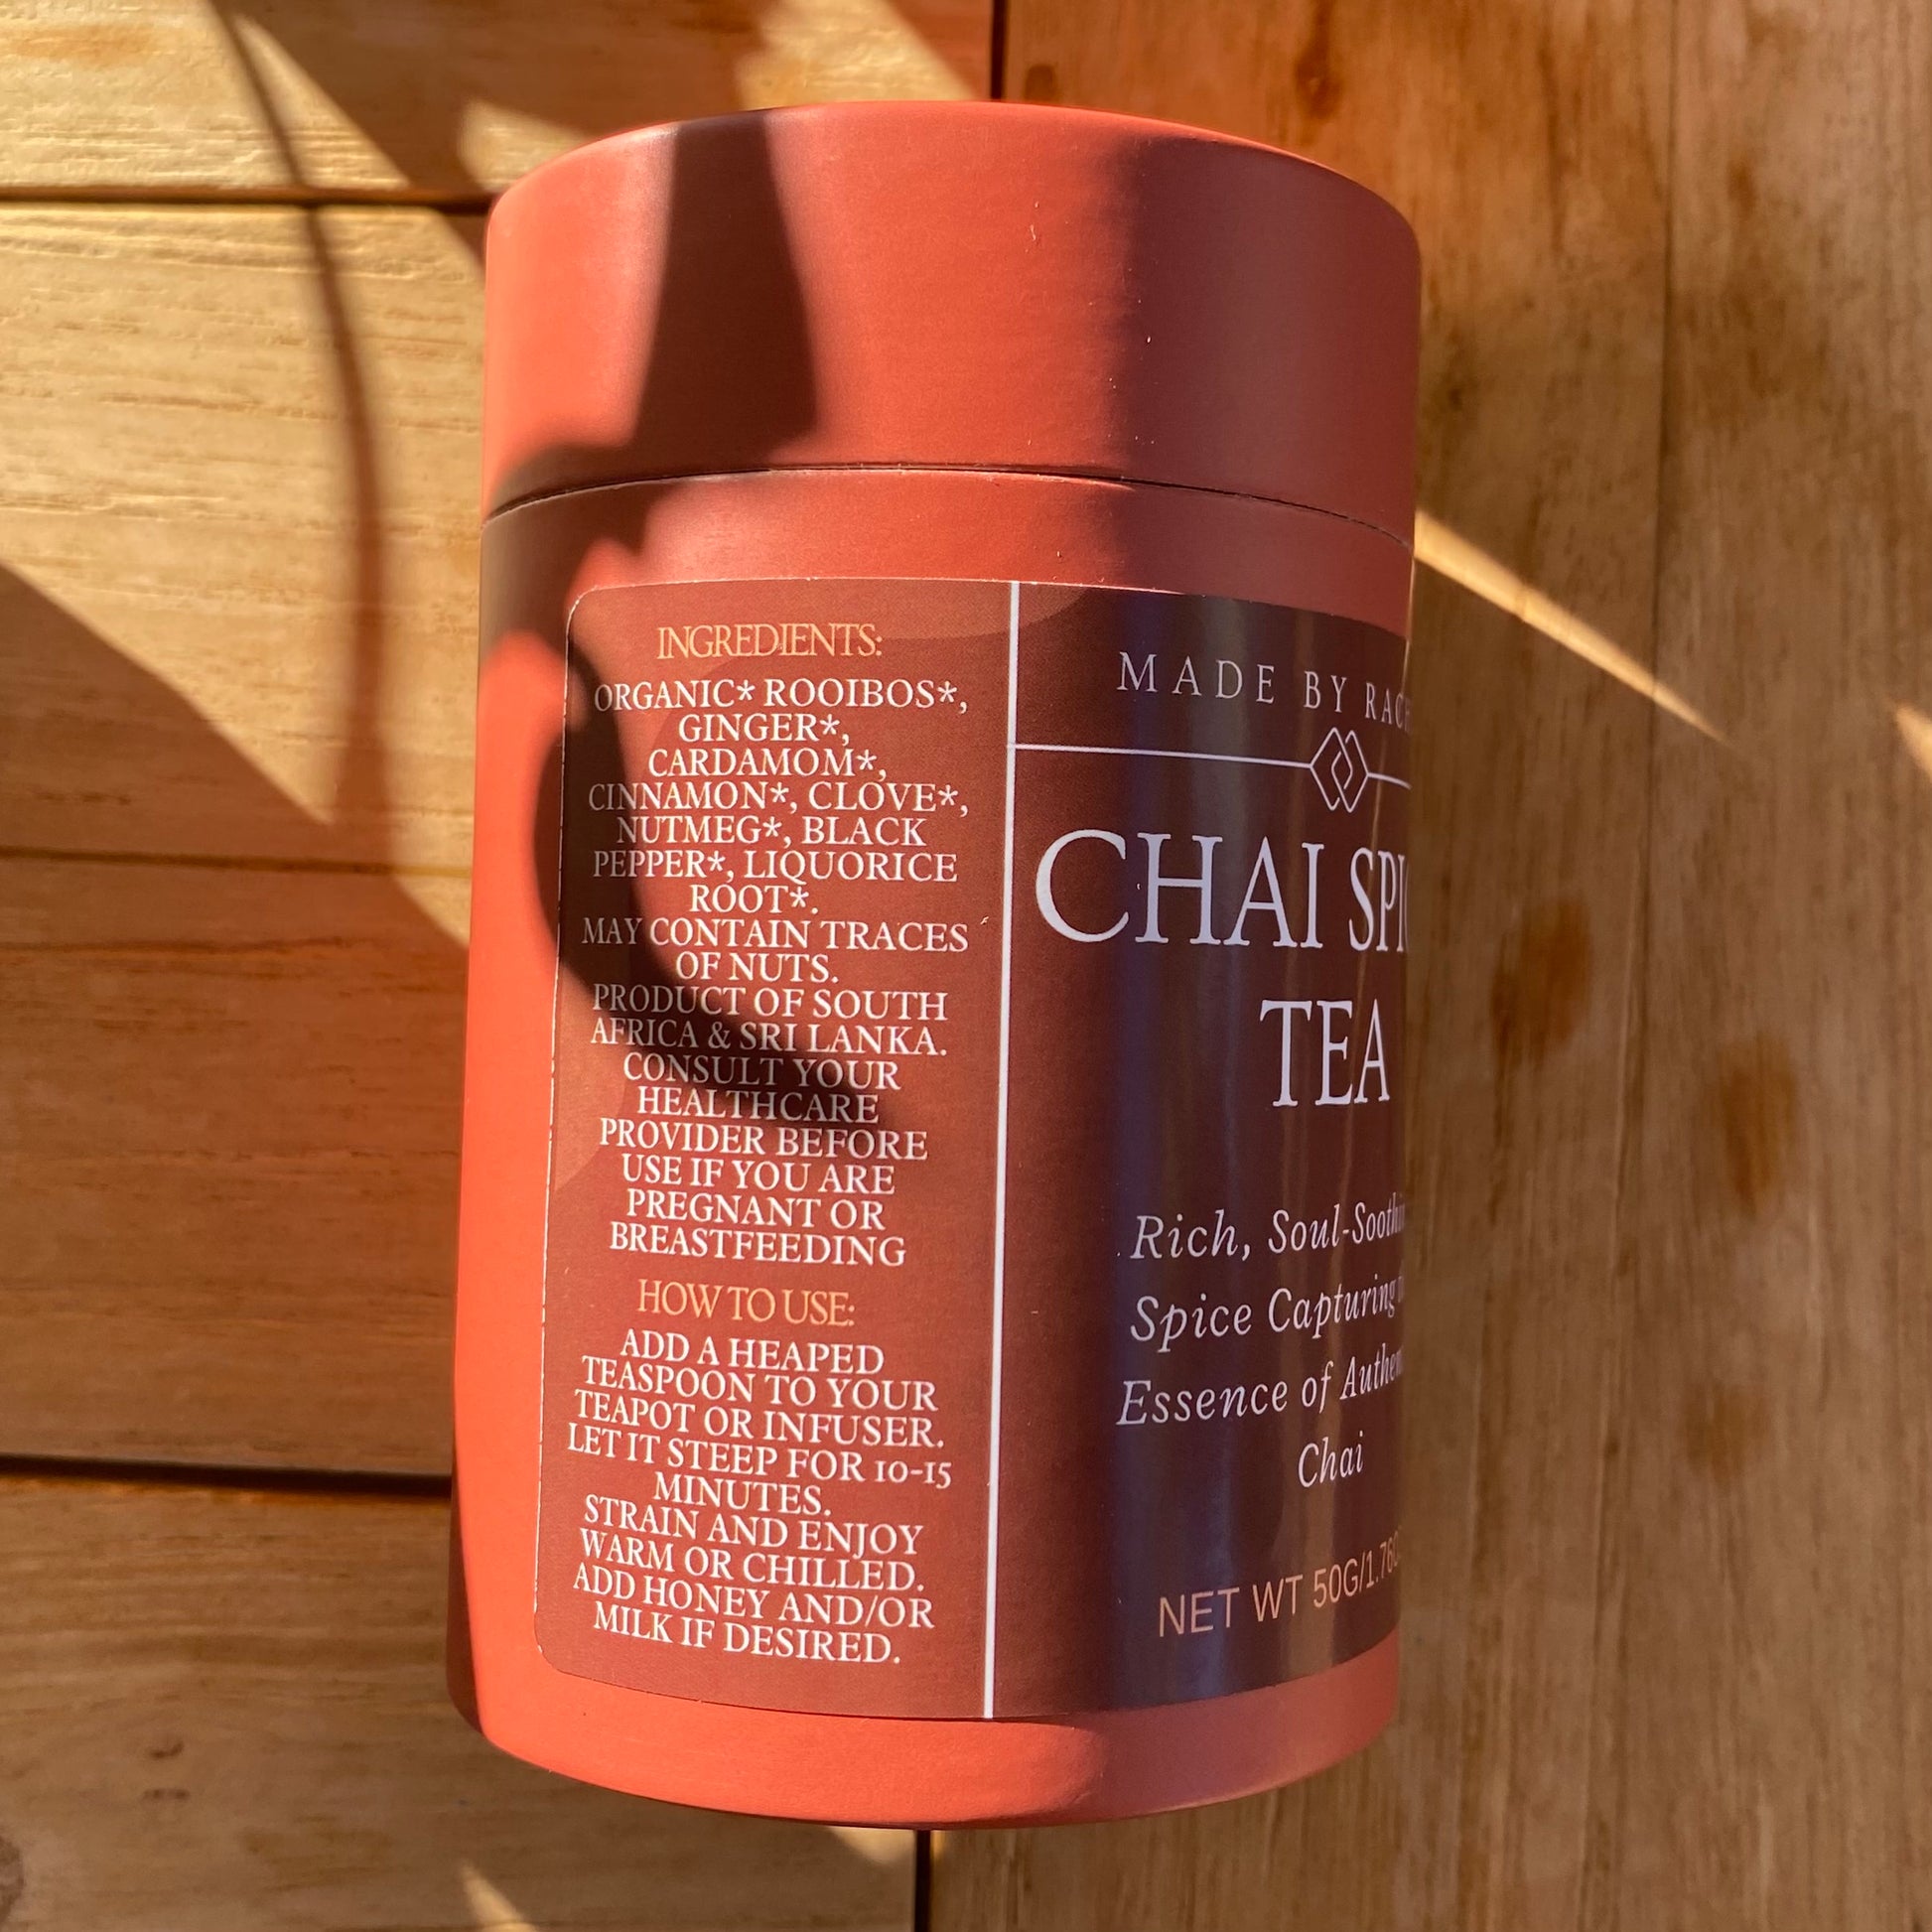 INGREDIENTS:
ORGANIC* ROOIBOS*,
GINGER*,
CARDAMOM*,
CINNAMON*, CLOVE*,
NUTMEG*, BLACK
PEPPER*, LIQUORICE
ROOT*.
MAY CONTAIN TRACES
OF NUTS.
PRODUCT OF SOUTH
AFRICA & SRI LANKA.
CONSULT YOUR
HEALTHCARE
PROVIDER BEFORE
USE IF YOU ARE
PREGNANT OR
BREASTFEEDING
HOW TO USE:
ADD A HEAPED
TEASPOON TO YOUR
TEAPOT OR INFUSER.
LET IT STEEP FOR 10-15
MINUTES.
STRAIN AND ENJOY
WARM OR CHILLED.
ADD HONEY AND/OR
MILK IF DESIRED.
MADE BY
CHAI
TEA
Rich,
Spice Capturing
Essence of
Chai
NET WT 50G/